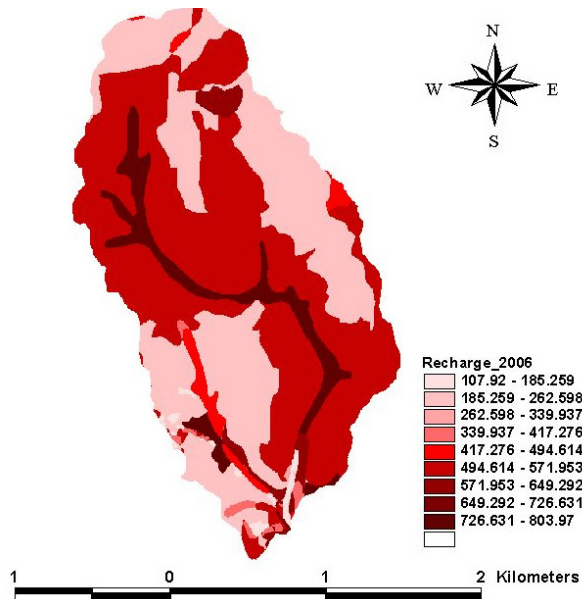 N
W E
S
Recharge_2006
107.92 - 185.259
185.259 - 262.598
262.598 - 339.937
339.937 - 417.276
417.276 - 494.614
494.614 - 571.953
571.953 - 649.292
649.292 - 726.631
726.631 - 803.97
1 0 1 2 Kilometers